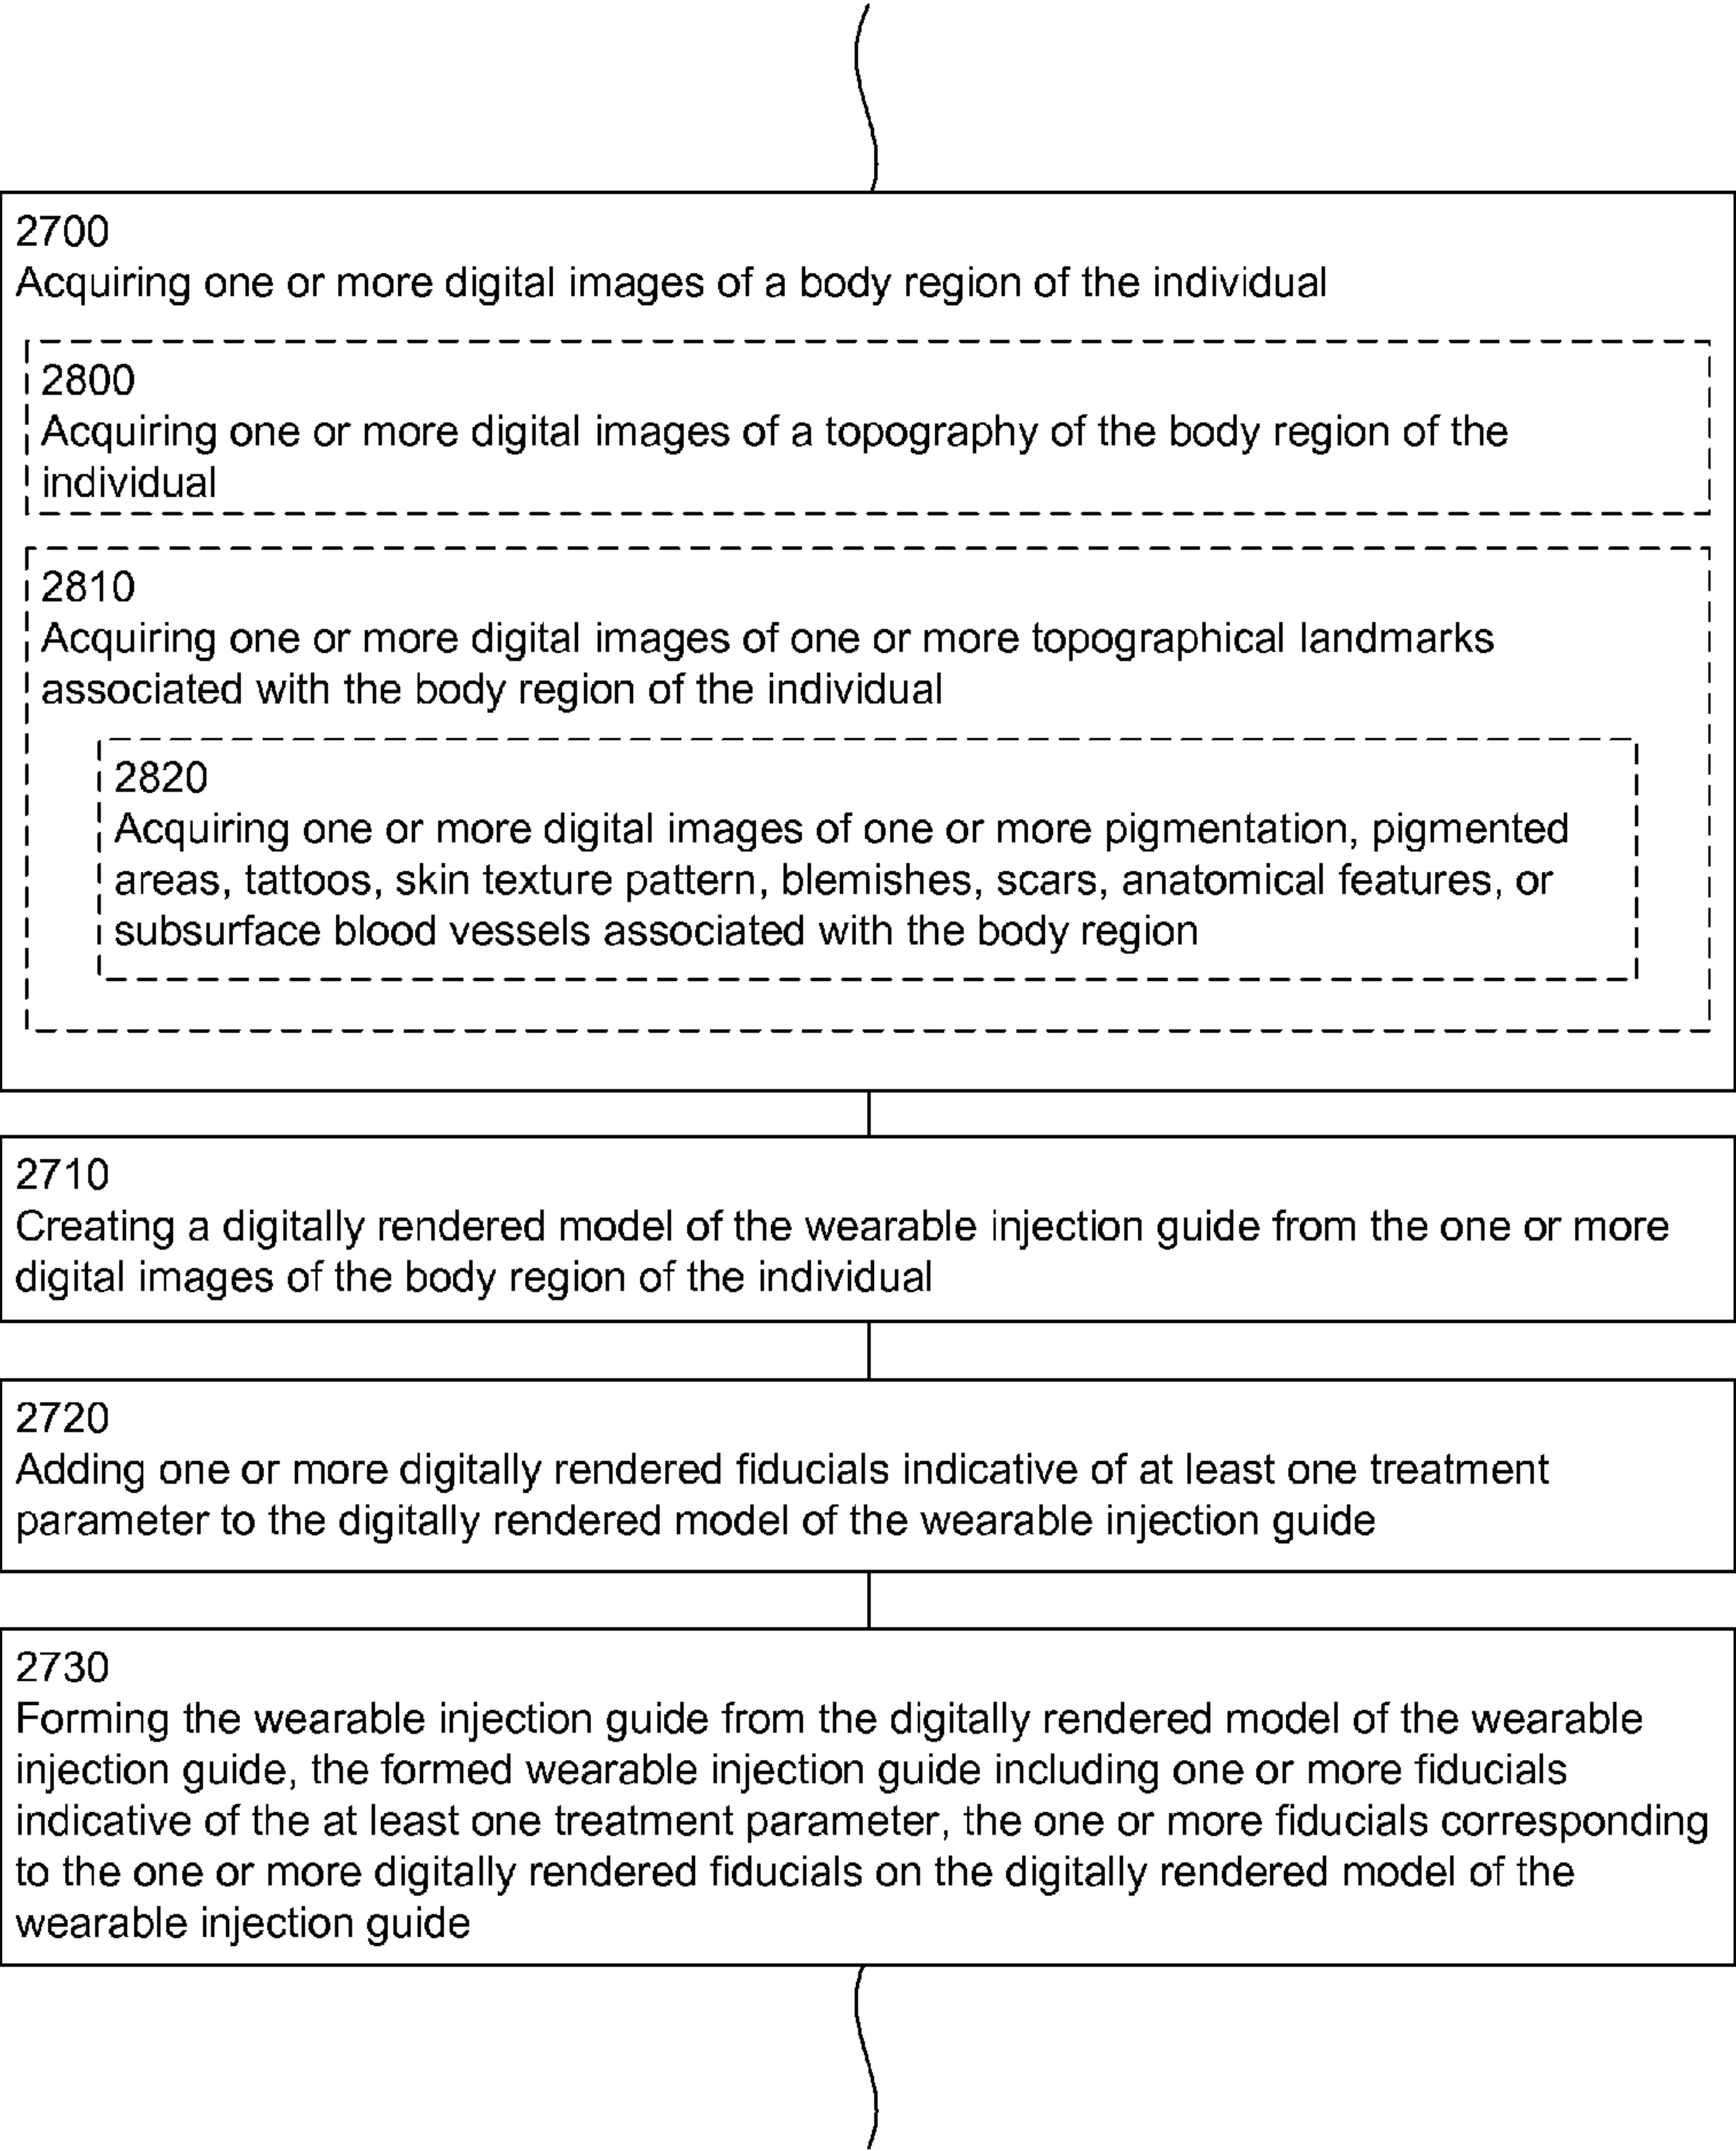 2700
Acquiring one or more digital images of a body region of the individual
2800
Acquiring one or more digital images of a topography of the body region of the
individual
2810
Acquiring one or more digital images of one or more topographical landmarks
associated with the body region of the individual
2820
Acquiring one or more digital images of one or more pigmentation, pigmented
areas, tattoos, skin texture pattern, blemishes, scars, anatomical features, or
subsurface blood vessels associated with the body region
2710
Creating a digitally rendered model of the wearable injection guide from the one or more
digital images of the body region of the individual
2720
Adding one or more digitally rendered fiducials indicative of at least one treatment
parameter to the digitally rendered model of the wearable injection guide
2730
Forming the wearable injection guide from the digitally rendered model of the wearable
injection guide, the formed wearable injection guide including one or more fiducials
indicative of the at least one treatment parameter, the one or more fiducials corresponding
to the one or more digitally rendered fiducials on the digitally rendered model of the
wearable injection guide